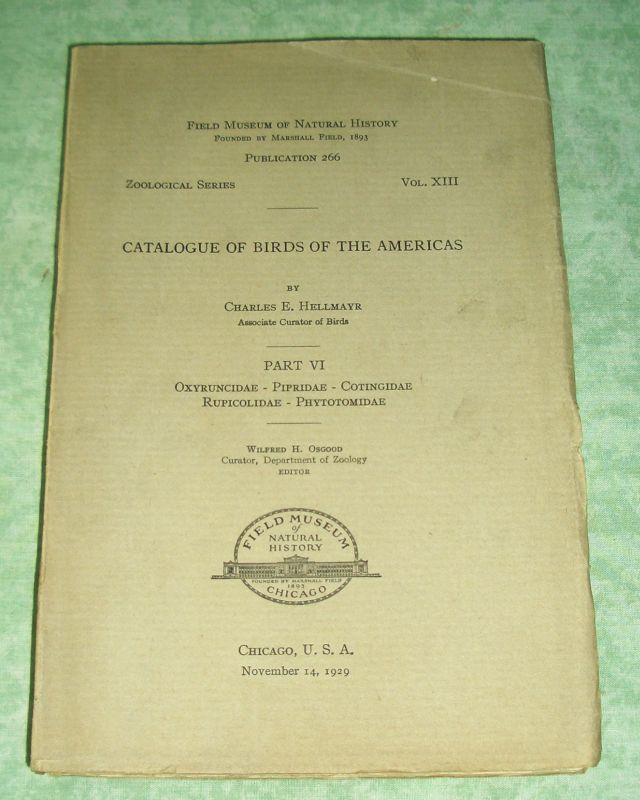 Field Museum of Natural History
Founded by Marshall Field, 1893
Publication 266
Zoological Series Vol. XIII
CATALOGUE OF BIRDS OF THE AMERICAS
BY
Charles E. Hellmayr
Associate Curator of Birds
PART VI
Oxyruncidae - Pipridae - Cotingidae
Rupicolidae - Phytotomidae
Wilfred H. Osgood
Curator, Department of Zoology
EDITOR
FIELD MUSEUM
of
NATURAL
HISTORY
FOUNDED BY MARSHALL FIELD
1893
CHICAGO
Chicago, U. S. A.
November 14, 1929